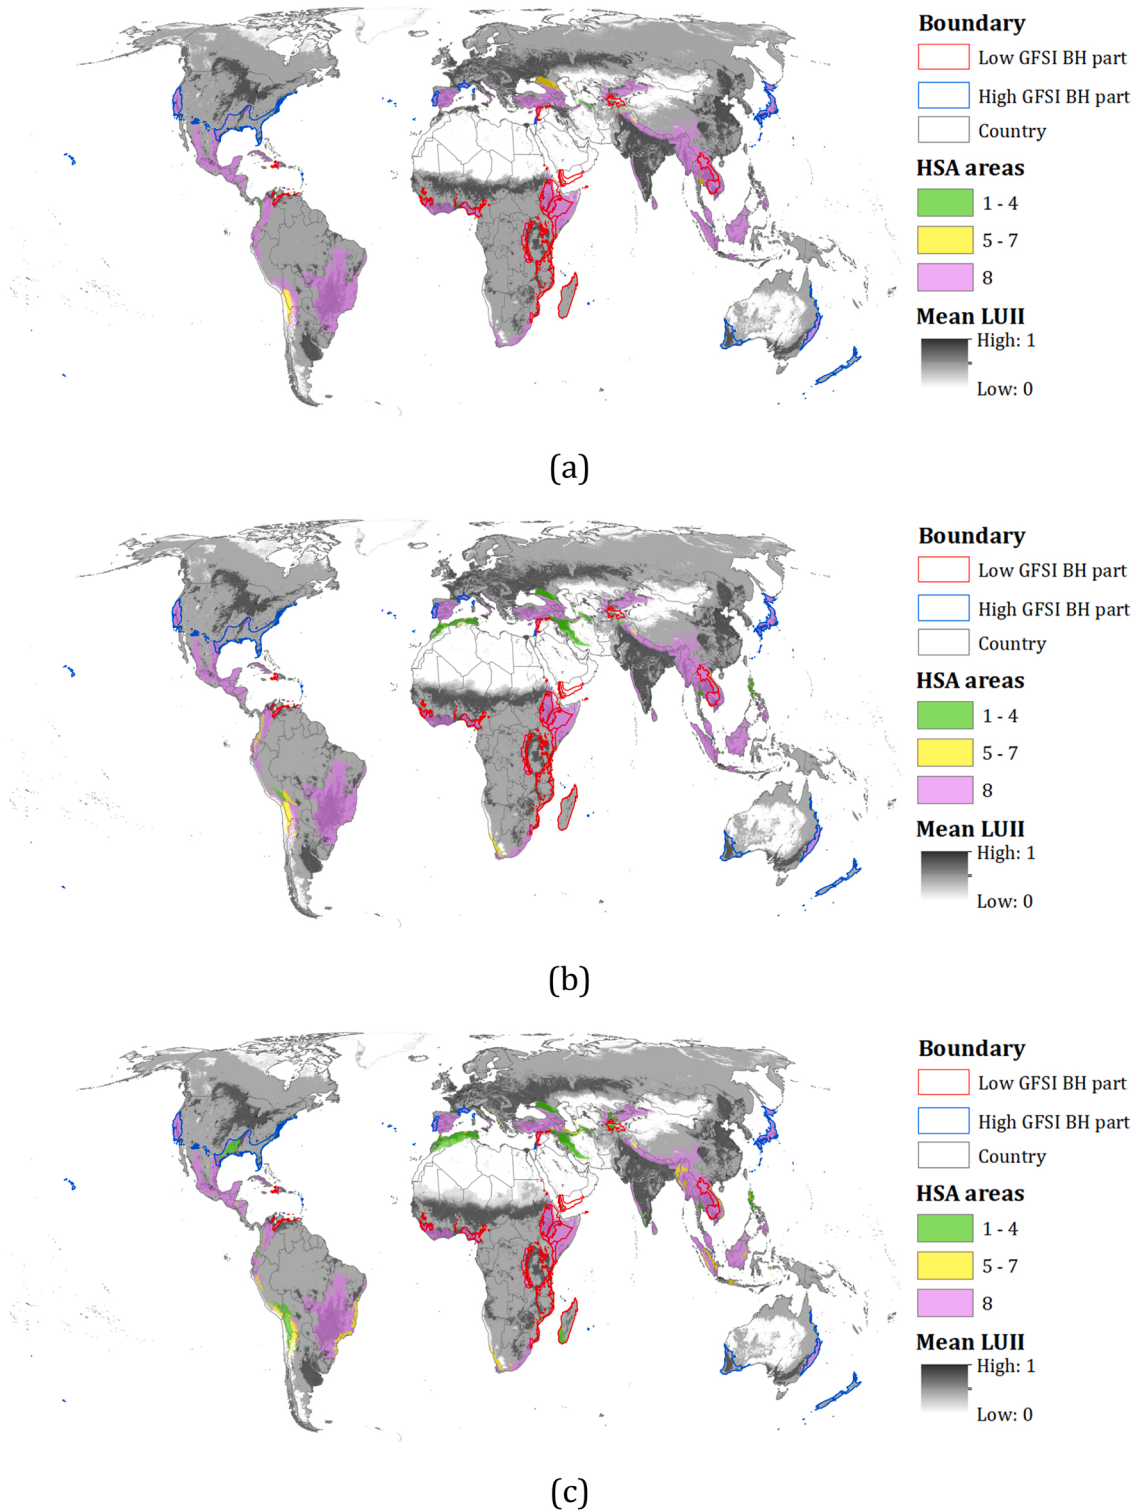 Boundary
Low GFSI BH part
High GFSI BH part
Country
HSA areas
1 - 4
5 - 7
8
Mean LUII
High: 1
Low: 0
(a)
Boundary
Low GFSI BH part
High GFSI BH part
Country
HSA areas
1 - 4
5 - 7
8
Mean LUII
High: 1
Low: 0
(b)
Boundary
Low GFSI BH part
High GFSI BH part
Country
HSA areas
1 - 4
5 - 7
8
Mean LUII
High: 1
Low: 0
(c)